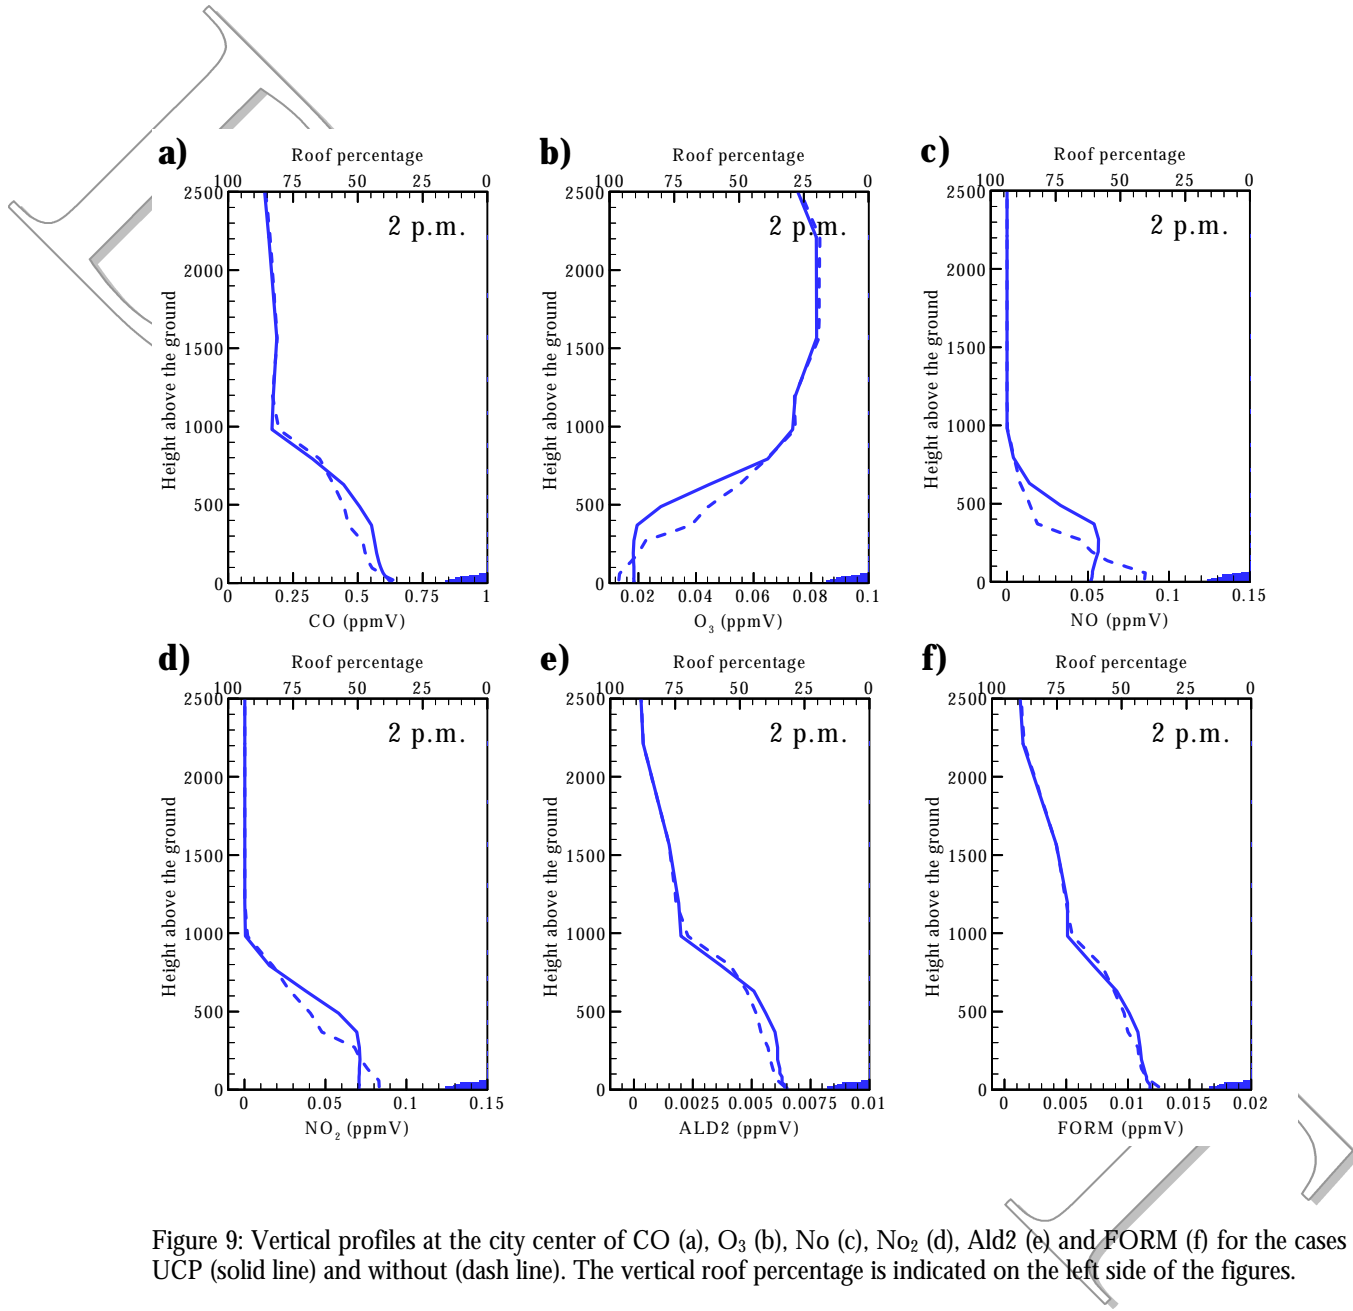 a)
Roof percentage
100 75 50 25 0
2 p.m.
2500
2000
1500
1000
500
0
Height above the ground
0 0.25 0.5 0.75 1
CO (ppmV)
b)
Roof percentage
100 75 50 25 0
2 p.m.
2500
2000
1500
1000
500
0
Height above the ground
0.02 0.04 0.06 0.08 0.1
O3 (ppmV)
c)
Roof percentage
100 75 50 25 0
2 p.m.
2500
2000
1500
1000
500
0
Height above the ground
0 0.05 0.1 0.15
NO (ppmV)
d)
Roof percentage
100 75 50 25 0
2 p.m.
2500
2000
1500
1000
500
0
Height above the ground
0 0.05 0.1 0.15
NO2 (ppmV)
e)
Roof percentage
100 75 50 25 0
2 p.m.
2500
2000
1500
1000
500
0
Height above the ground
0 0.0025 0.005 0.0075 0.01
ALD2 (ppmV)
f)
Roof percentage
100 75 50 25 0
2 p.m.
2500
2000
1500
1000
500
0
Height above the ground
0 0.005 0.01 0.015 0.02
FORM (ppmV)
Figure 9: Vertical profiles at the city center of CO (a), O3 (b), No (c), No2 (d), Ald2 (e) and FORM (f) for the cases
UCP (solid line) and without (dash line). The vertical roof percentage is indicated on the left side of the figures.